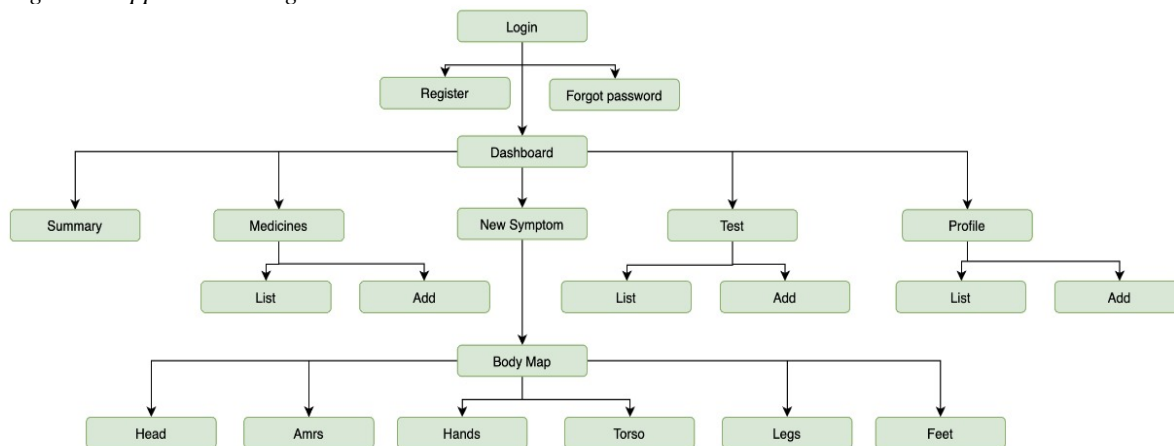 Login
Register
Forgot password
Dashboard
Summary
Medicines
New Symptom
Test
Profile
List
Add
List
Add
List
Add
Body Map
Head
Amrs
Hands
Torso
Legs
Feet